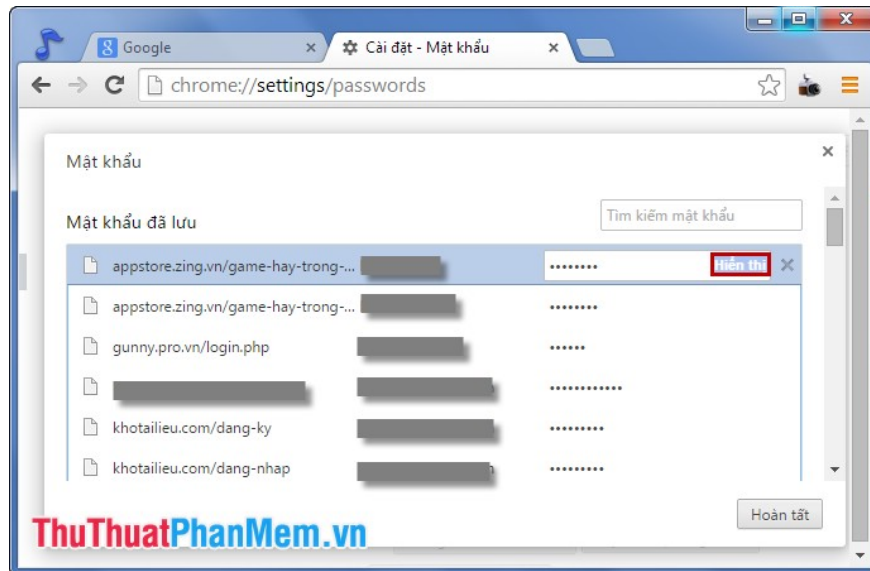 Google
Cài đặt - Mật khẩu
chrome://settings/passwords
Mật khẩu
Mật khẩu đã lưu
Tìm kiếm mật khẩu
appstore.zing.vn/game-hay-trong-... •••••••• Hiển thị
appstore.zing.vn/game-hay-trong-... ••••••••
gunny.pro.vn/login.php ••••••
••••••••••••
khotailieu.com/dang-ky •••••••••
khotailieu.com/dang-nhap •••••••••
Hoàn tất
ThuThuatPhanMem.vn